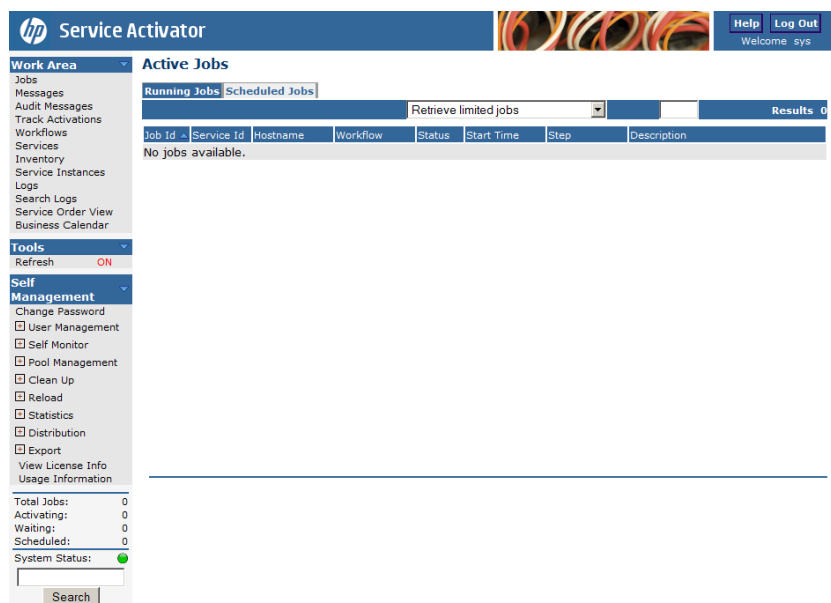 hp Service Activator
Help Log Out
Welcome sys
Work Area
Jobs
Messages
Audit Messages
Track Activations
Workflows
Services
Inventory
Service Instances
Logs
Search Logs
Service Order View
Business Calendar
Tools
Refresh ON
Self
Management
Change Password
User Management
Self Monitor
Pool Management
Clean Up
Reload
Statistics
Distribution
Export
View License Info
Usage Information
Total Jobs: 0
Activating: 0
Waiting: 0
Scheduled: 0
System Status:
Search
Active Jobs
Running Jobs Scheduled Jobs
Retrieve limited jobs Results 0
Job Id Service Id Hostname Workflow Status Start Time Step Description
No jobs available.